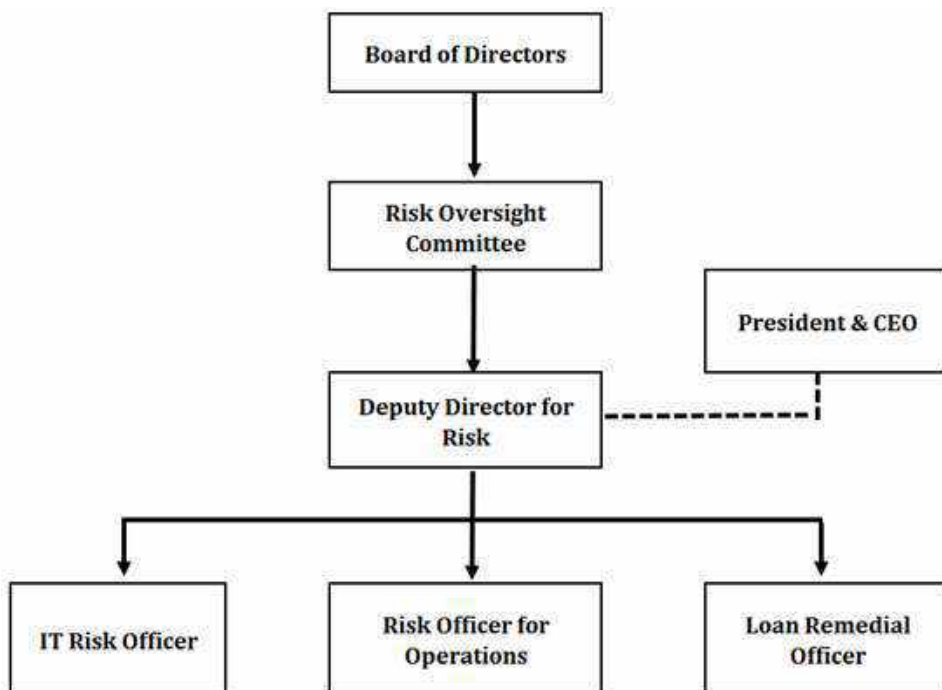 Board of Directors
Risk Oversight
Committee
President & CEO
Deputy Director for
Risk
IT Risk Officer
Risk Officer for
Operations
Loan Remedial
Officer